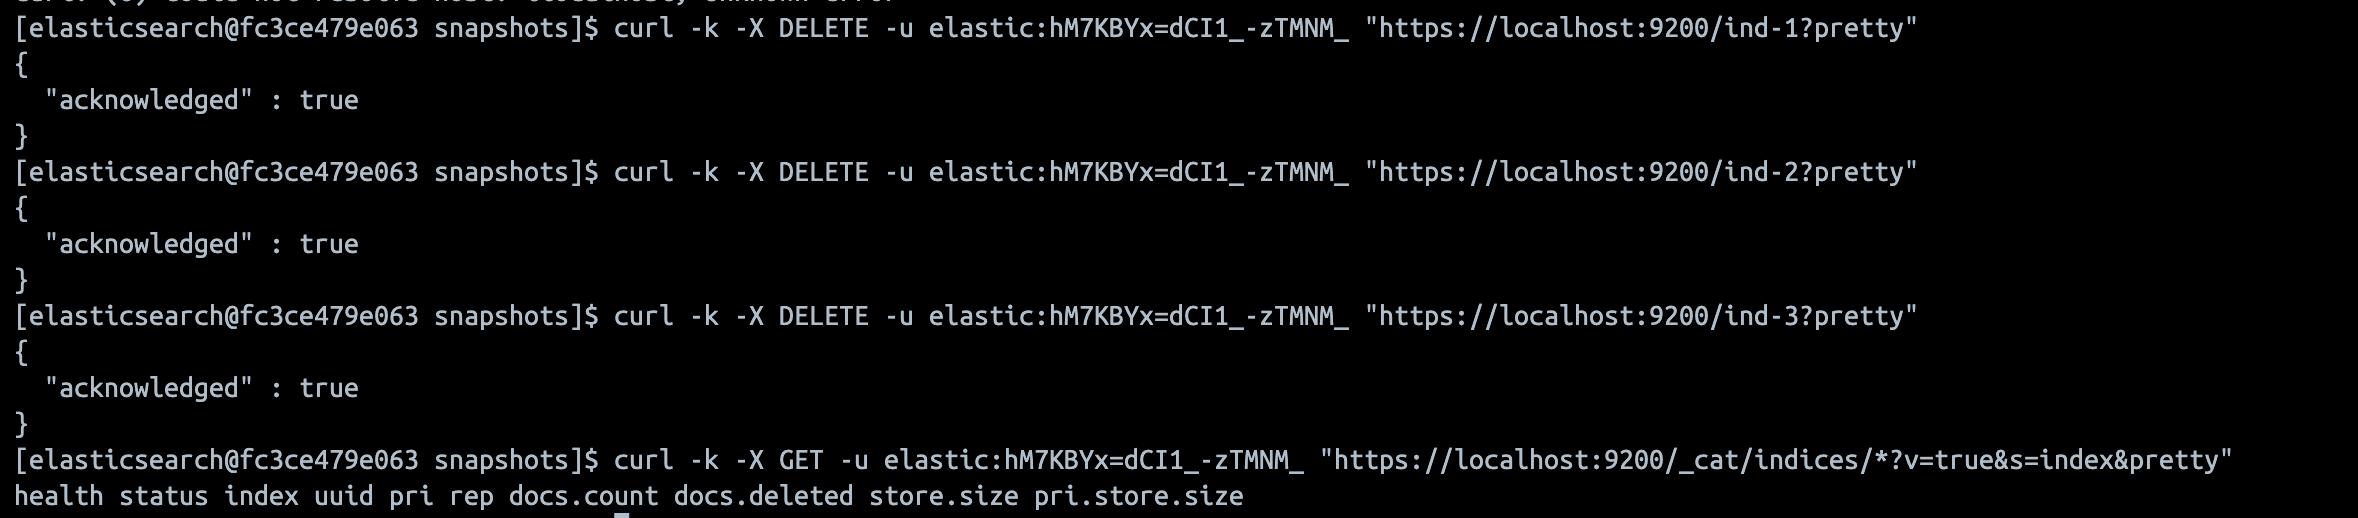 [elasticsearch@fc3ce479e063 snapshots]$ curl -k -X DELETE -u elastic:hM7KBYx=dCI1_-zTMNM_ "https://localhost:9200/ind-1?pretty"
{
  "acknowledged" : true
}
[elasticsearch@fc3ce479e063 snapshots]$ curl -k -X DELETE -u elastic:hM7KBYx=dCI1_-zTMNM_ "https://localhost:9200/ind-2?pretty"
{
  "acknowledged" : true
}
[elasticsearch@fc3ce479e063 snapshots]$ curl -k -X DELETE -u elastic:hM7KBYx=dCI1_-zTMNM_ "https://localhost:9200/ind-3?pretty"
{
  "acknowledged" : true
}
[elasticsearch@fc3ce479e063 snapshots]$ curl -k -X GET -u elastic:hM7KBYx=dCI1_-zTMNM_ "https://localhost:9200/_cat/indices/*?v=true&s=index&pretty"
health status index uuid pri rep docs.count docs.deleted store.size pri.store.size